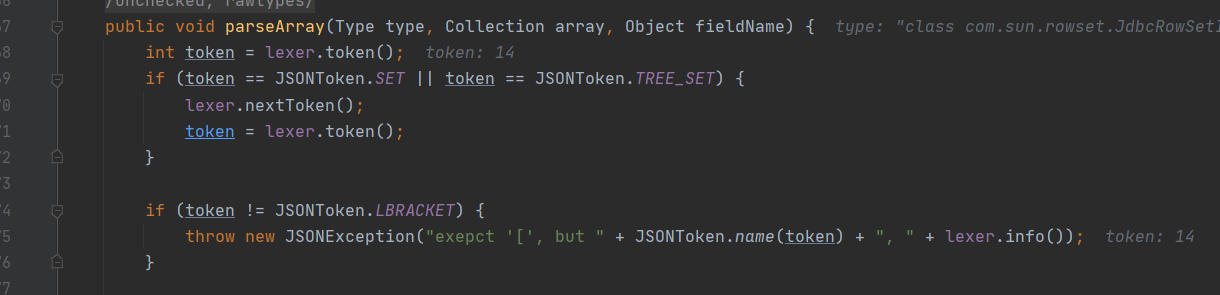 /unchecked, rawtypes/
67 public void parseArray(Type type, Collection array, Object fieldName) { type: "class com.sun.rowset.JdbcRowSetI
68 int token = lexer.token(); token: 14
69 if (token == JSONToken.SET || token == JSONToken.TREE_SET) {
70 lexer.nextToken();
71 token = lexer.token();
72 }
73
74 if (token != JSONToken.LBRACKET) {
75 throw new JSONException("exepct '[', but " + JSONToken.name(token) + ", " + lexer.info()); token: 14
76 }
77